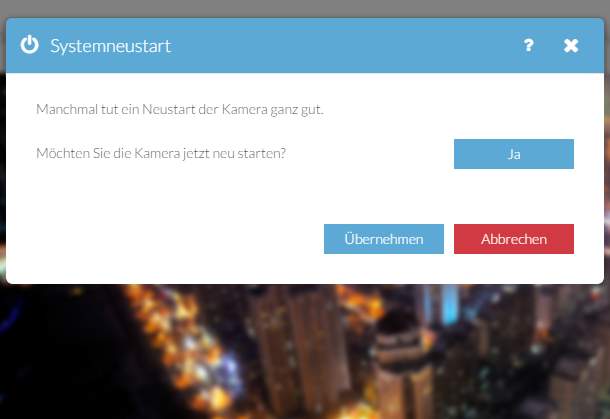 Systemneustart ?
Manchmal tut ein Neustart der Kamera ganz gut.
Möchten Sie die Kamera jetzt neu starten? Ja
Übernehmen Abbrechen